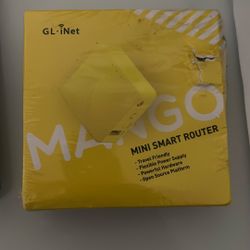 GL·iNet
MANGO
MINI SMART ROUTER
- Travel Friendly
- Flexible Power Supply
- Powerful Hardware
- Open Source Platform